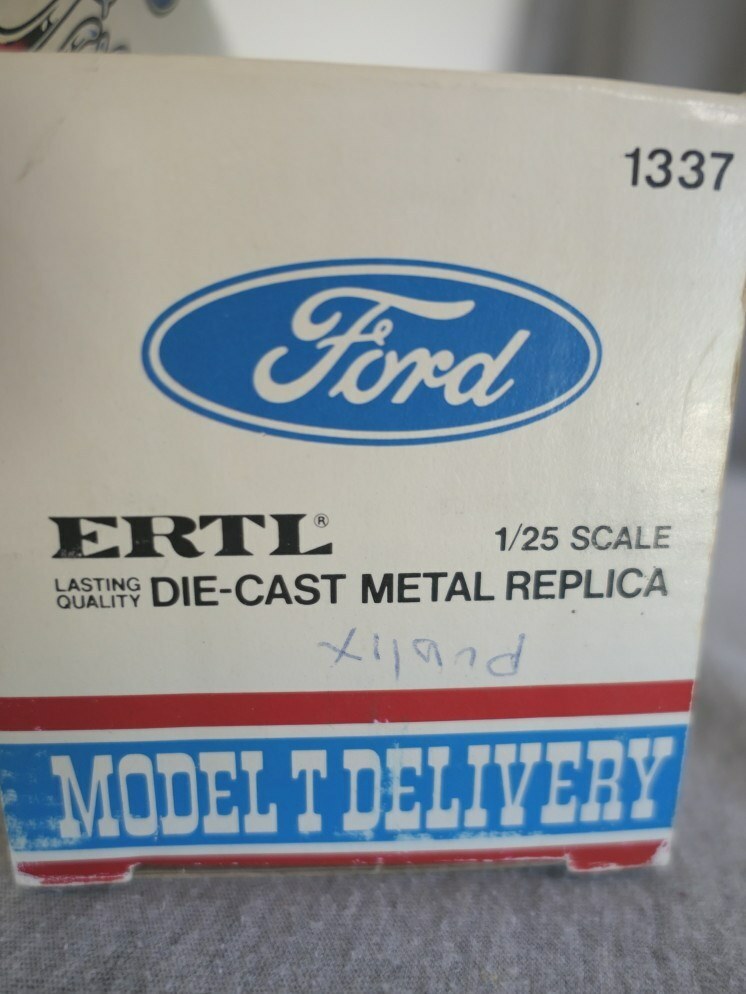 1337
Ford
ERTL® 1/25 SCALE
LASTING QUALITY DIE-CAST METAL REPLICA
Publix
MODEL T DELIVERY